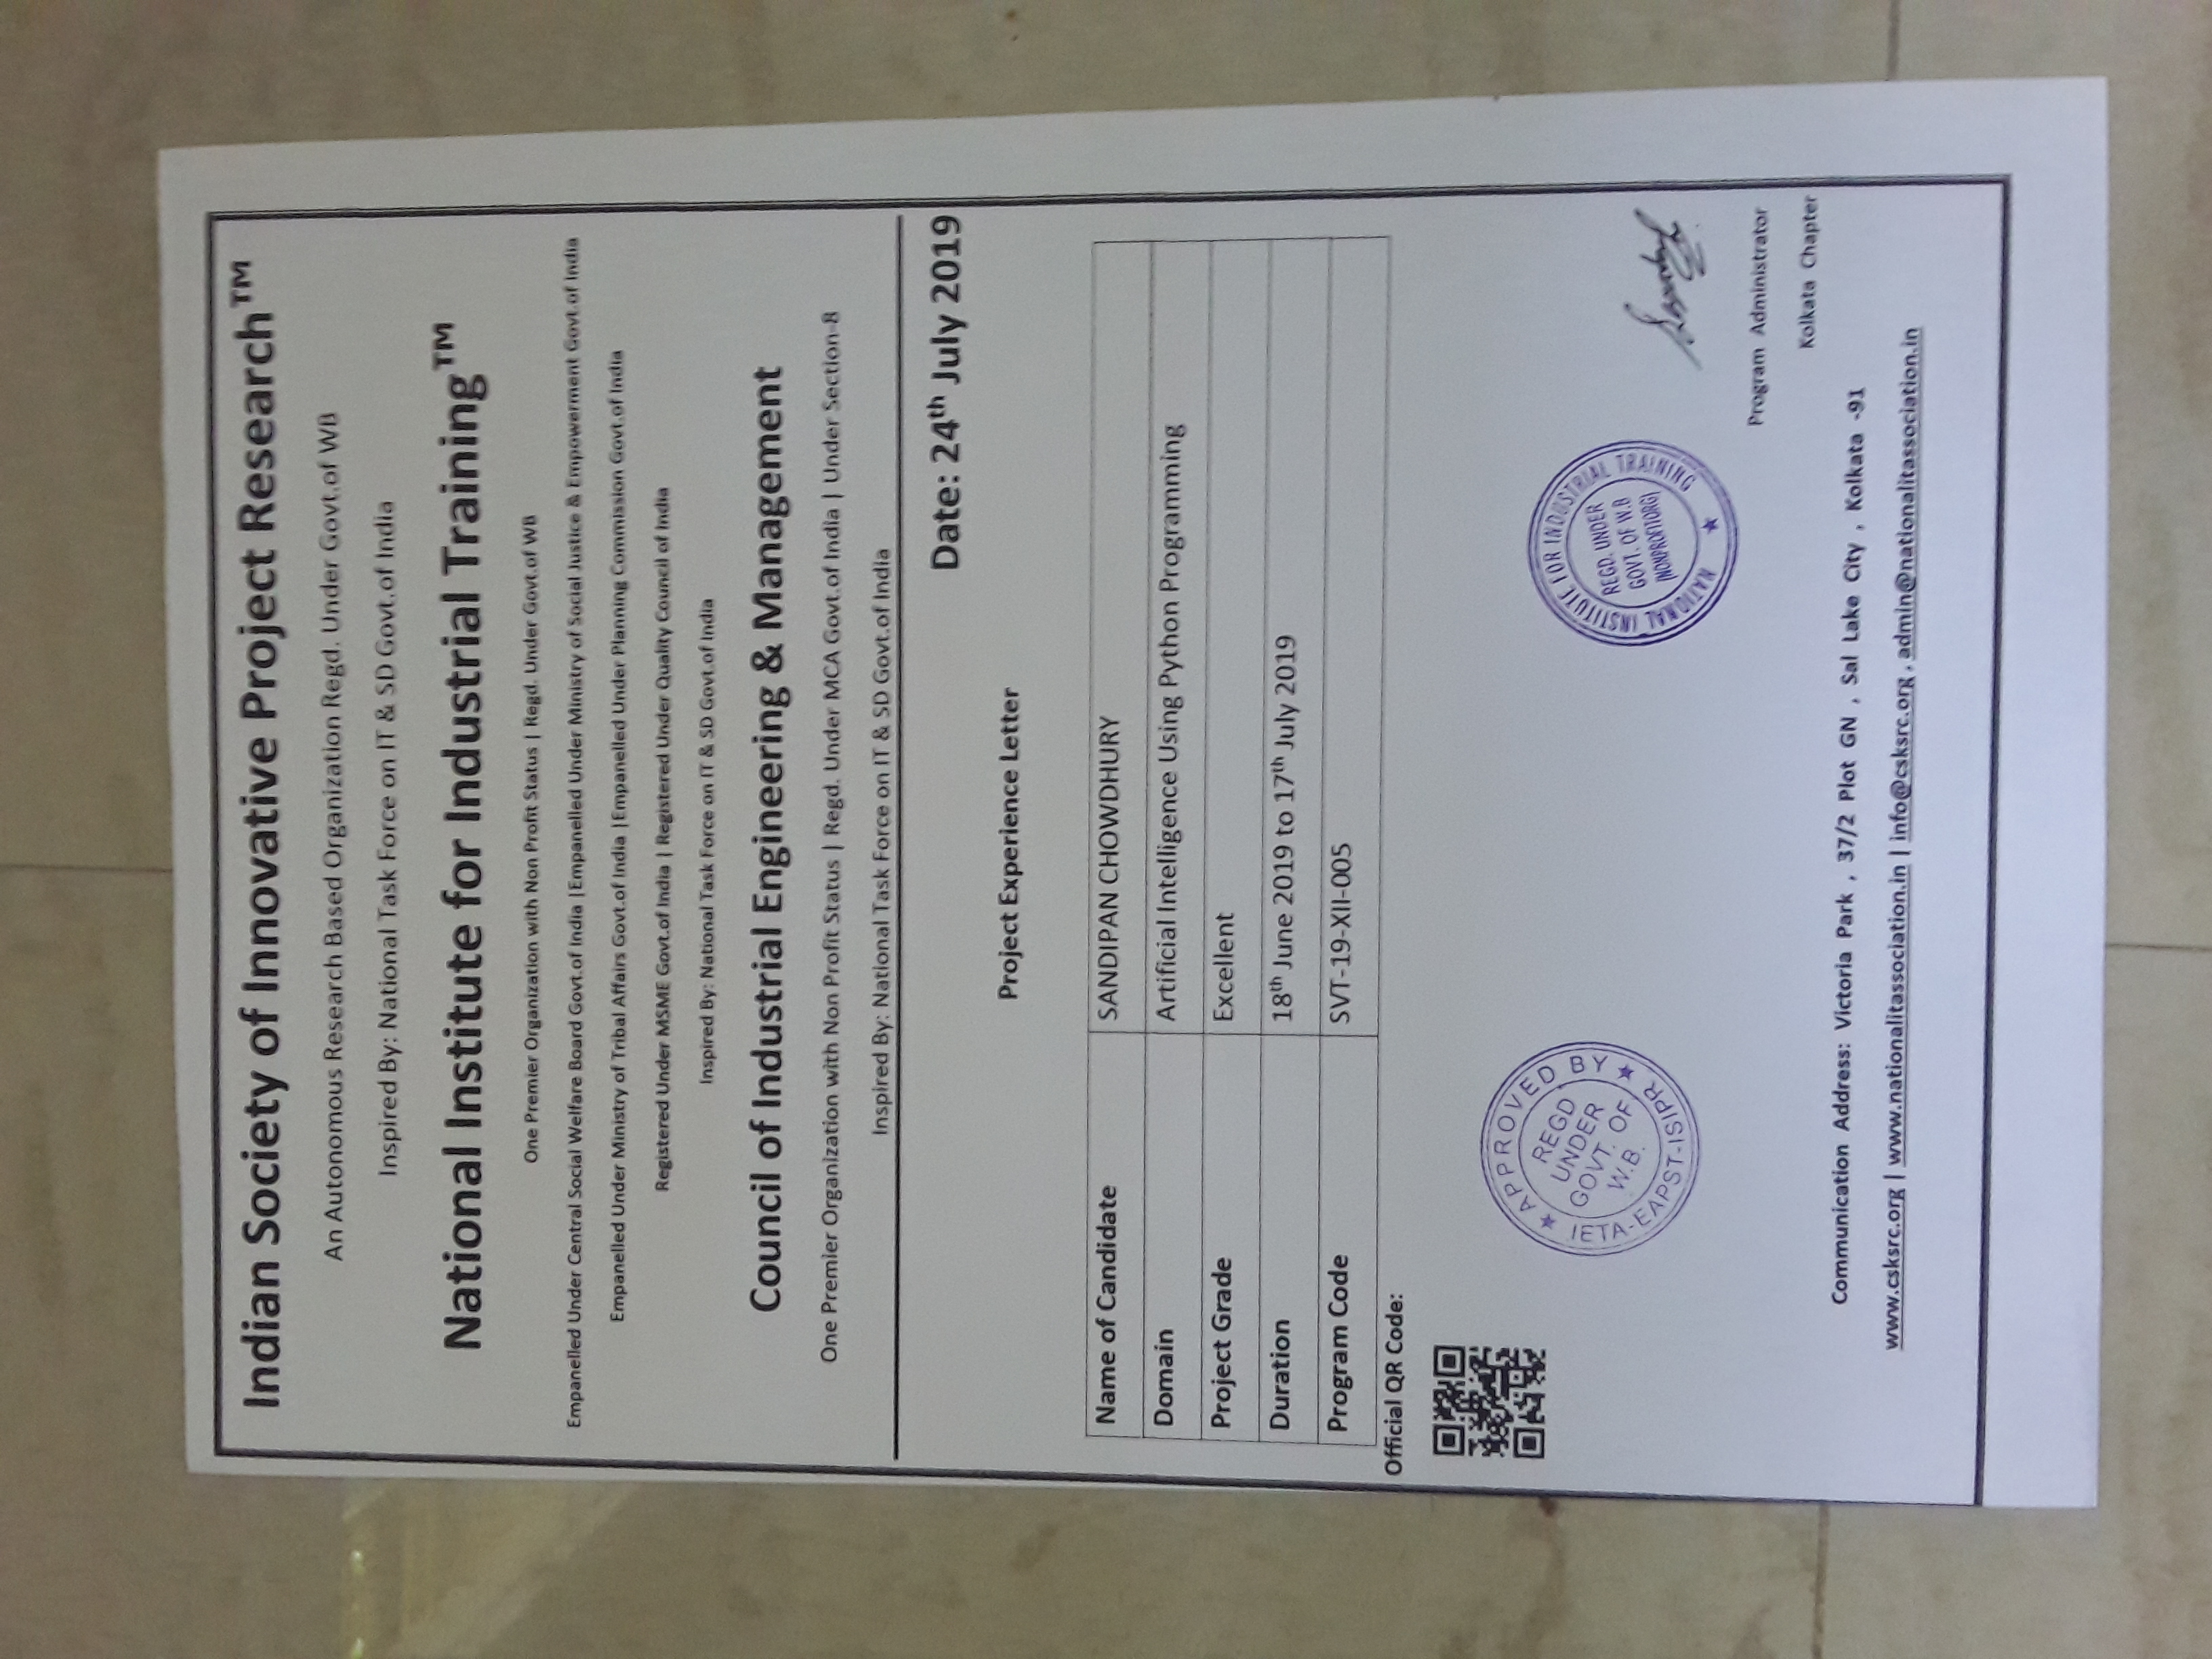 Indian Society of Innovative Project Research™
An Autonomous Research Based Organization Regd. Under Govt.of WB
Inspired By: National Task Force on IT & SD Govt.of India
National Institute for Industrial Training™
One Premier Organization with Non Profit Status | Regd. Under Govt.of WB
Empanelled Under Central Social Welfare Board Govt.of India |Empanelled Under Ministry of Social Justice & Empowerment Govt.of India
Empanelled Under Ministry of Tribal Affairs Govt.of India |Empanelled Under Planning Commission Govt.of India
Registered Under MSME Govt.of India | Registered Under Quality Council of India
Inspired By: National Task Force on IT & SD Govt.of India
Council of Industrial Engineering & Management
One Premier Organization with Non Profit Status | Regd. Under MCA Govt.of India | Under Section-8
Inspired By: National Task Force on IT & SD Govt.of India
Date: 24th July 2019
Project Experience Letter
Name of Candidate SANDIPAN CHOWDHURY
Domain Artificial Intelligence Using Python Programming
Project Grade Excellent
Duration 18th June 2019 to 17th July 2019
Program Code SVT-19-XII-005
Official QR Code:
APPROVED BY
IETA-EAPST-ISIPR
REGD
UNDER
GOVT. OF
W.B.
NATIONAL INSTITUTE FOR INDUSTRIAL TRAINING
REGD. UNDER
GOVT. OF W.B
(NONPROFITORG)
Program Administrator
Kolkata Chapter
Communication Address: Victoria Park , 37/2 Plot GN , Sal Lake City , Kolkata -91
www.csksrc.org | www.nationalitassociation.in | info@csksrc.org , admin@nationalitassociation.in